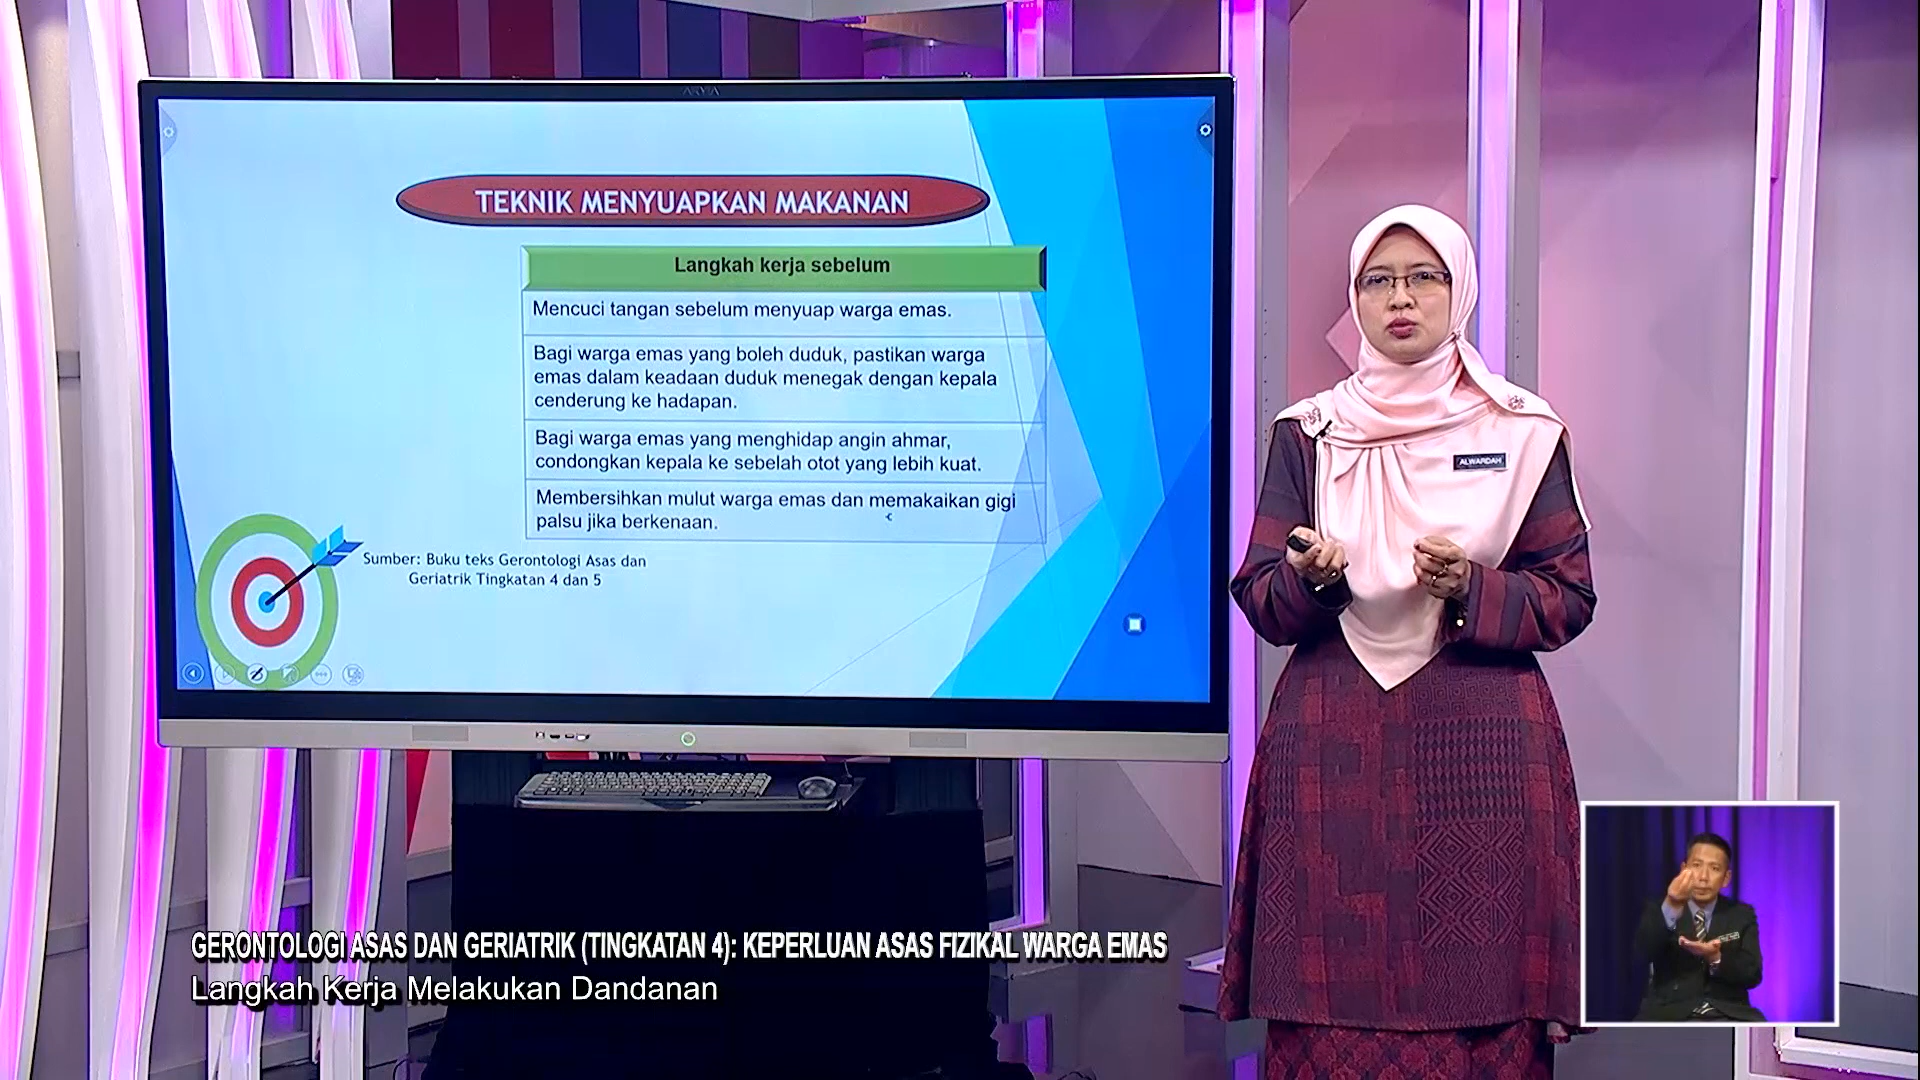 ARVIA
TEKNIK MENYUAPKAN MAKANAN
Langkah kerja sebelum
Mencuci tangan sebelum menyuap warga emas.
Bagi warga emas yang boleh duduk, pastikan warga
emas dalam keadaan duduk menegak dengan kepala
cenderung ke hadapan.
Bagi warga emas yang menghidap angin ahmar,
condongkan kepala ke sebelah otot yang lebih kuat.
Membersihkan mulut warga emas dan memakaikan gigi
palsu jika berkenaan.
Sumber: Buku teks Gerontologi Asas dan
Geriatrik Tingkatan 4 dan 5
ALWARDAH
GERONTOLOGI ASAS DAN GERIATRIK (TINGKATAN 4): KEPERLUAN ASAS FIZIKAL WARGA EMAS
Langkah Kerja Melakukan Dandanan